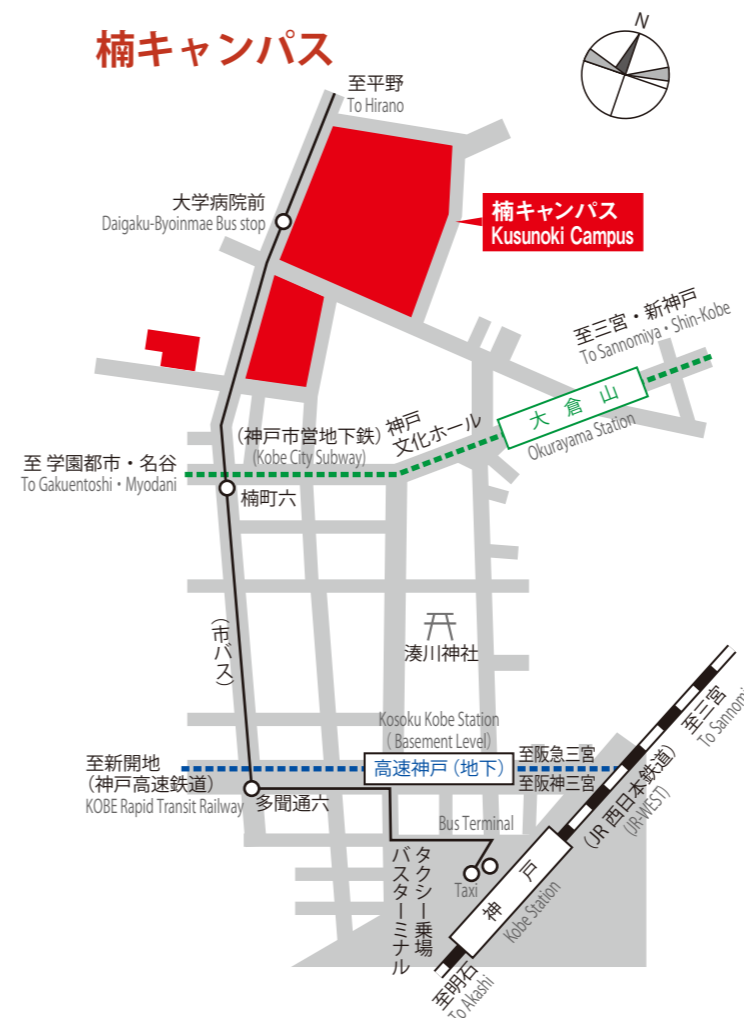 楠キャンパス
N
至平野
To Hirano
大学病院前
Daigaku-Byoinmae Bus stop
楠キャンパス
Kusunoki Campus
至三宮・新神戸
To Sannomiya・Shin-Kobe
大倉山
Okurayama Station
神戸
文化ホール
(神戸市営地下鉄)
(Kobe City Subway)
至 学園都市・名谷
To Gakuentoshi・Myodani
楠町六
(市バス)
湊川神社
Kosoku Kobe Station
( Basement Level)
高速神戸(地下)
至阪急三宮
至阪神三宮
至新開地
(神戸高速鉄道)
KOBE Rapid Transit Railway
多聞通六
至三宮
To Sannomi
(JR 西日本鉄道)
(JR-WEST)
Bus Terminal
Taxi
タクシー乗場
バスターミナル
神戸
Kobe Station
至明石
To Akashi